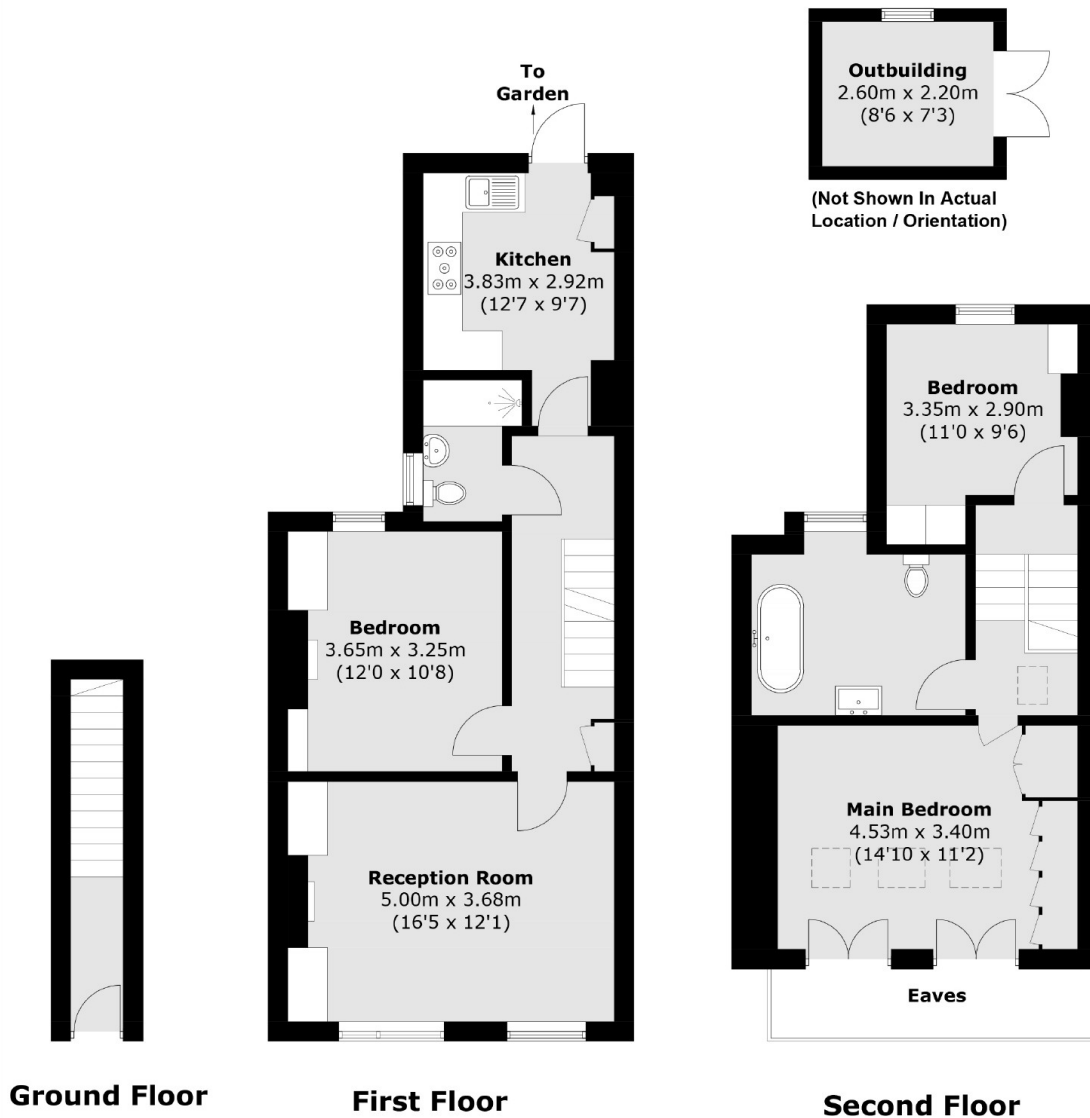 To
Garden
Outbuilding
2.60m x 2.20m
(8'6 x 7'3)
(Not Shown In Actual
Location / Orientation)
Kitchen
3.83m x 2.92m
(12'7 x 9'7)
Bedroom
3.35m x 2.90m
(11'0 x 9'6)
Bedroom
3.65m x 3.25m
(12'0 x 10'8)
Main Bedroom
4.53m x 3.40m
(14'10 x 11'2)
Reception Room
5.00m x 3.68m
(16'5 x 12'1)
Eaves
Ground Floor
First Floor
Second Floor